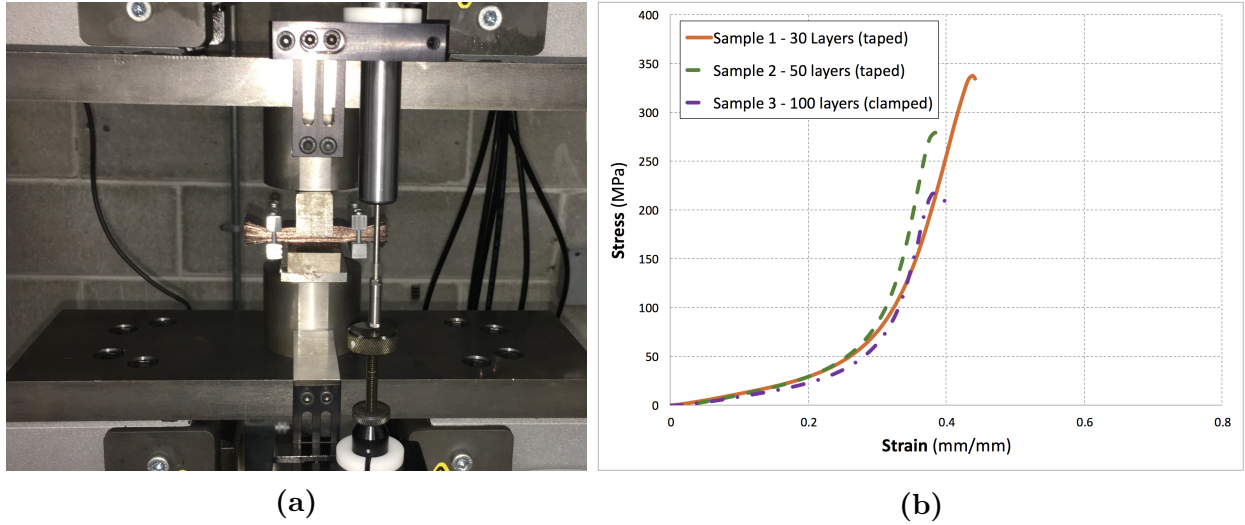 400
350
300
250
200
150
100
50
0
Stress (MPa)
Sample 1 - 30 Layers (taped)
Sample 2 - 50 layers (taped)
Sample 3 - 100 layers (clamped)
0 0.2 0.4 0.6 0.8
Strain (mm/mm)
(a) (b)